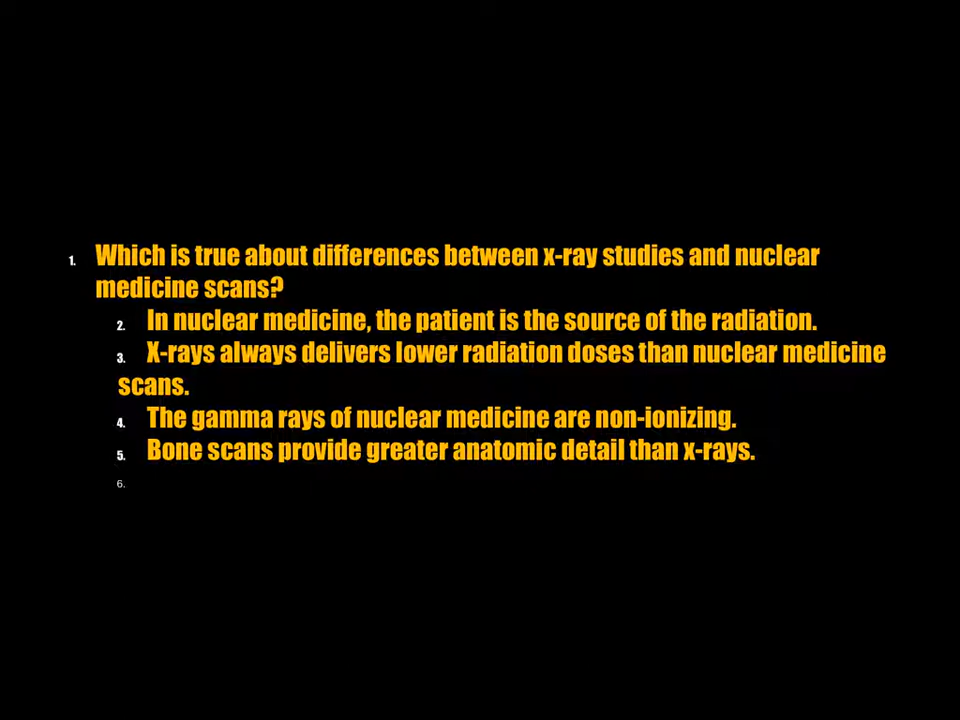 1. Which is true about differences between x-ray studies and nuclear
medicine scans?
2. In nuclear medicine, the patient is the source of the radiation.
3. X-rays always delivers lower radiation doses than nuclear medicine
scans.
4. The gamma rays of nuclear medicine are non-ionizing.
5. Bone scans provide greater anatomic detail than x-rays.
6.